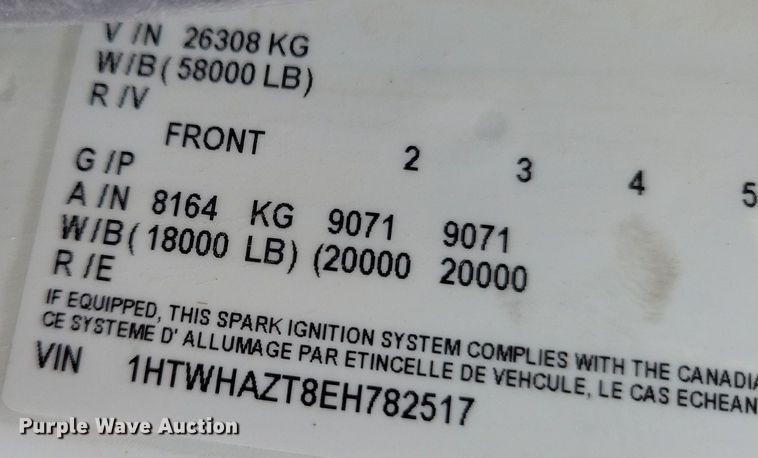 V /N 26308 KG
W/B ( 58000 LB)
R /V
FRONT 2 3 4 5
G /P
A /N 8164 KG 9071 9071
W/B ( 18000 LB) (20000 20000
R /E
IF EQUIPPED, THIS SPARK IGNITION SYSTEM COMPLIES WITH THE CANADIA
CE SYSTEME D' ALLUMAGE PAR ETINCELLE DE VEHCULE, LE CAS ECHEAN
VIN 1HTWHAZT8EH782517
Purple Wave Auction